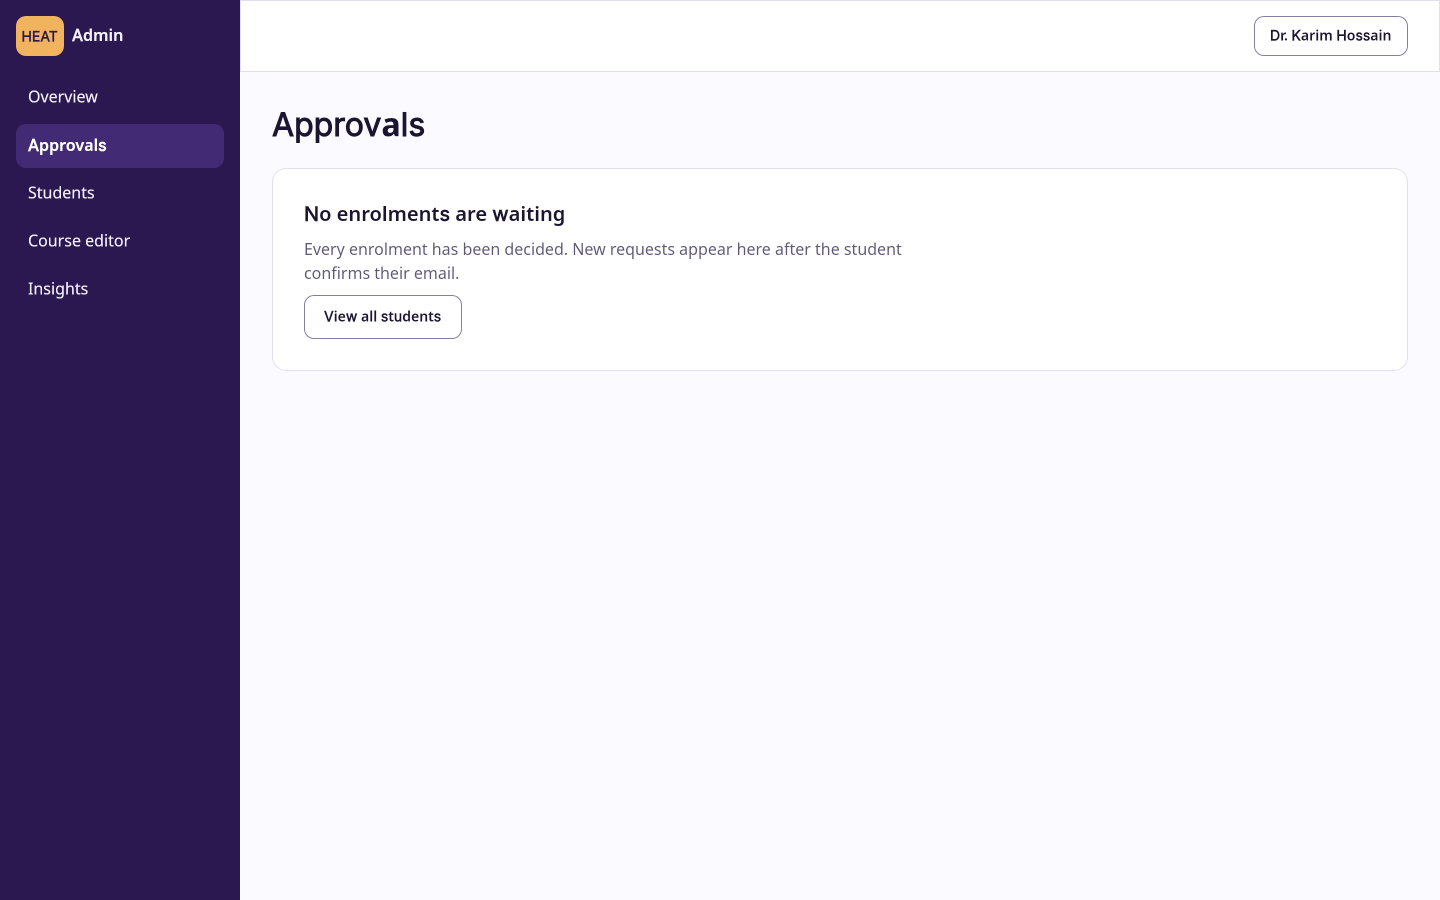 HEAT Admin
Dr. Karim Hossain
Overview
Approvals
Students
Course editor
Insights
Approvals
No enrolments are waiting
Every enrolment has been decided. New requests appear here after the student
confirms their email.
View all students